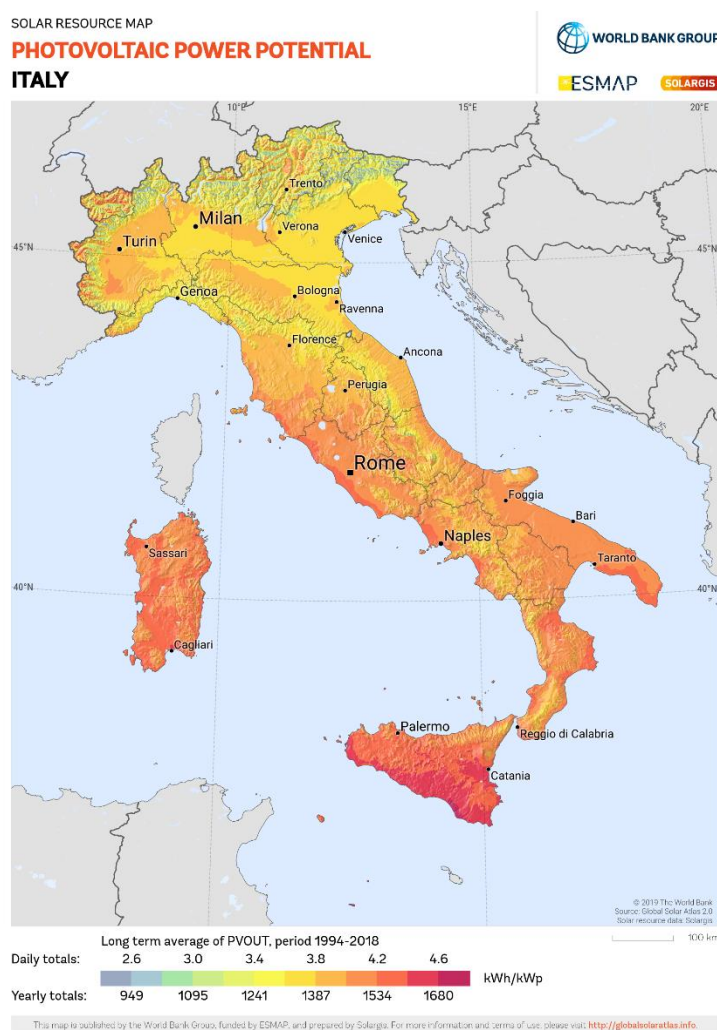 SOLAR RESOURCE MAP
PHOTOVOLTAIC POWER POTENTIAL
ITALY
WORLD BANK GROUP
ESMAP
SOLARGIS
10°E
15°E
20°E
Trento
Milan
Verona
Venice
Turin
45°N
45°N
Genoa
Bologna
Ravenna
Florence
Ancona
Perugia
Rome
Foggia
Bari
Naples
Sassari
Taranto
40°N
40°N
Cagliari
Palermo
Reggio di Calabria
Catania
© 2019 The World Bank
Source: Global Solar Atlas 2.0
Solar resource data: Solargis
100 km
Long term average of PVOUT, period 1994-2018
Daily totals: 2.6 3.0 3.4 3.8 4.2 4.6
kWh/kWp
Yearly totals: 949 1095 1241 1387 1534 1680
This map is published by the World Bank Group, funded by ESMAP, and prepared by Solargis. For more information and terms of use, please visit http://globalsolaratlas.info.